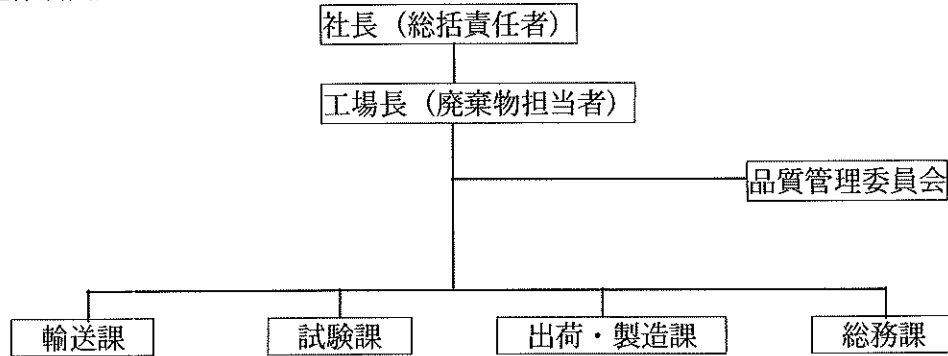 社長（総括責任者）
工場長（廃棄物担当者）
品質管理委員会
輸送課
試験課
出荷・製造課
総務課